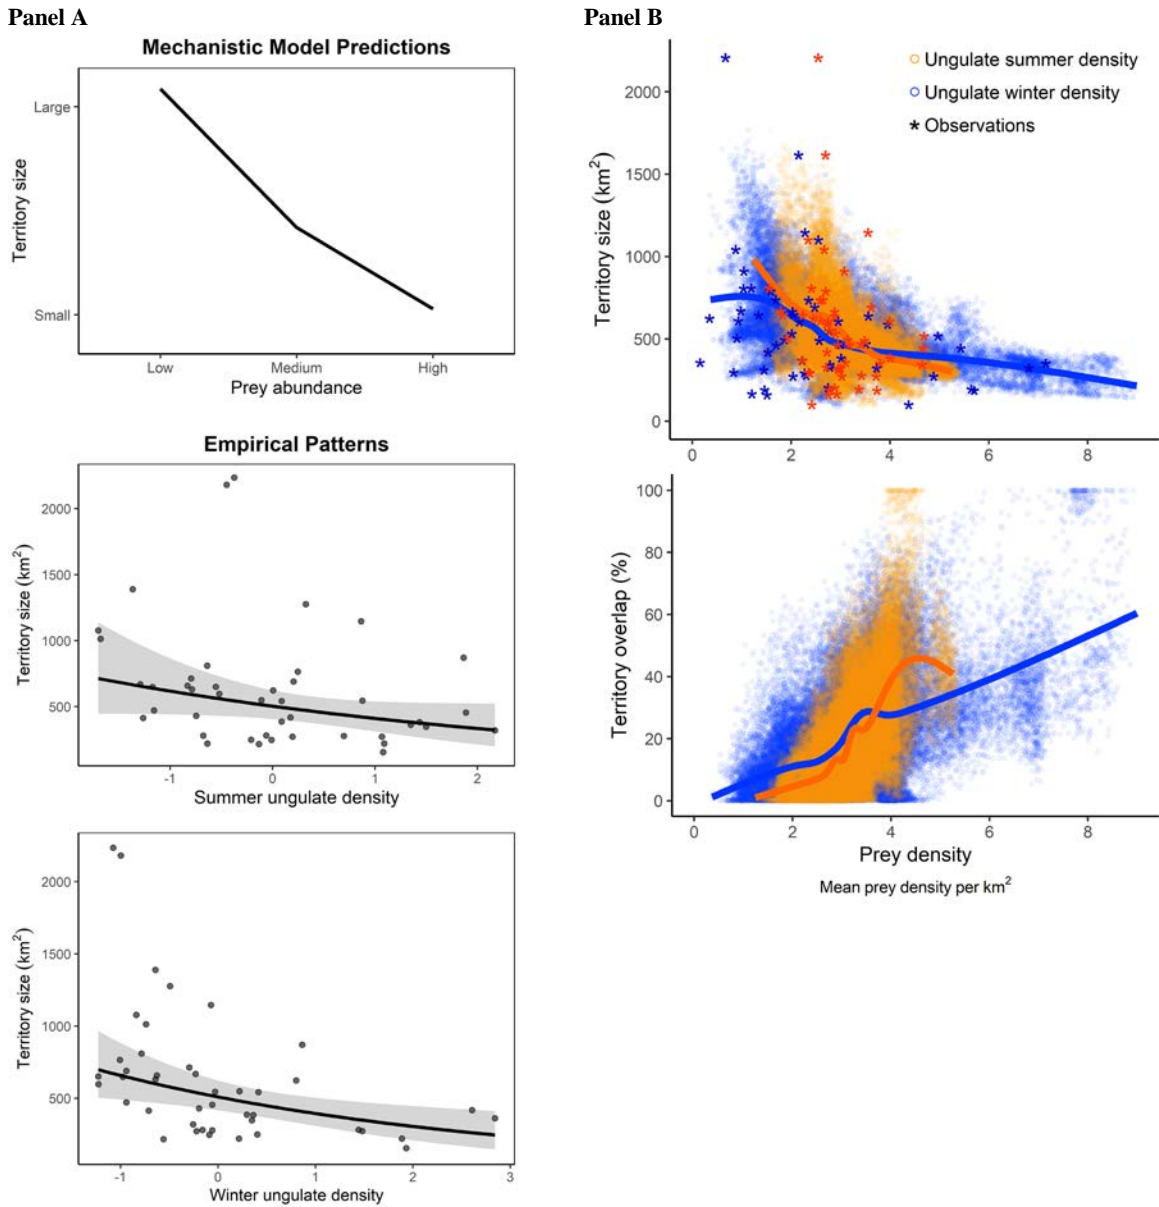 Panel A
Mechanistic Model Predictions
Territory size
Large
Small
Low Medium High
Prey abundance
Empirical Patterns
Territory size (km²)
2000
1500
1000
500
-1 0 1 2
Summer ungulate density
Territory size (km²)
2000
1500
1000
500
-1 0 1 2 3
Winter ungulate density
Panel B
Ungulate summer density
Ungulate winter density
* Observations
Territory size (km²)
2000
1500
1000
500
0
0 2 4 6 8
Territory overlap (%)
100
80
60
40
20
0
0 2 4 6 8
Prey density
Mean prey density per km²